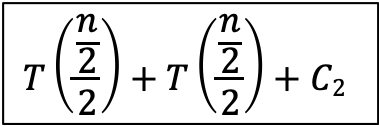 T((n/2)/2) + T((n/2)/2) + C₂